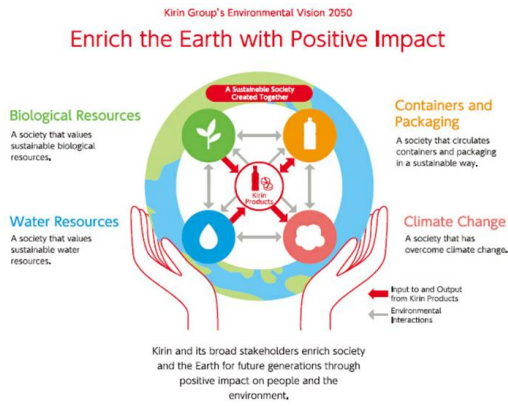 Kirin Group's Environmental Vision 2050
Enrich the Earth with Positive Impact
A Sustainable Society
Created Together
Biological Resources
A society that values
sustainable biological
resources.
Containers and
Packaging
A society that circulates
containers and packaging
in a sustainable way.
Kirin
Products
Water Resources
A society that values
sustainable water
resources.
Climate Change
A society that has
overcome climate change.
Input to and Output
from Kirin Products
Environmental
Interactions
Kirin and its broad stakeholders enrich society
and the Earth for future generations through
positive impact on people and the
environment.